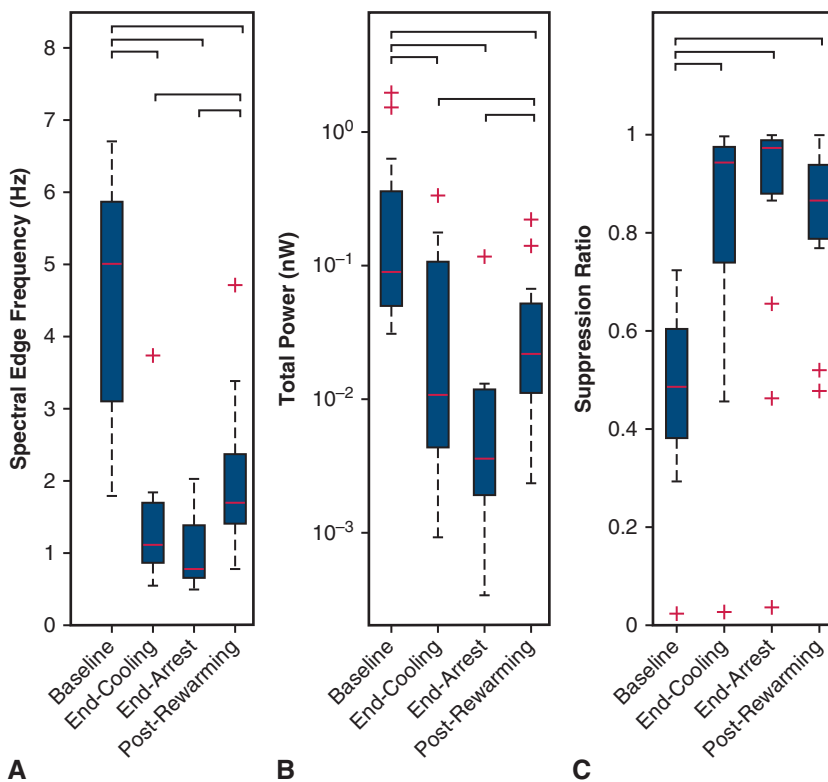 Spectral Edge Frequency (Hz)
8
7
6
5
4
3
2
1
0
Baseline
End-Cooling
End-Arrest
Post-Rewarming
A
Total Power (nW)
10⁰
10⁻¹
10⁻²
10⁻³
Baseline
End-Cooling
End-Arrest
Post-Rewarming
B
Suppression Ratio
1
0.8
0.6
0.4
0.2
0
Baseline
End-Cooling
End-Arrest
Post-Rewarming
C